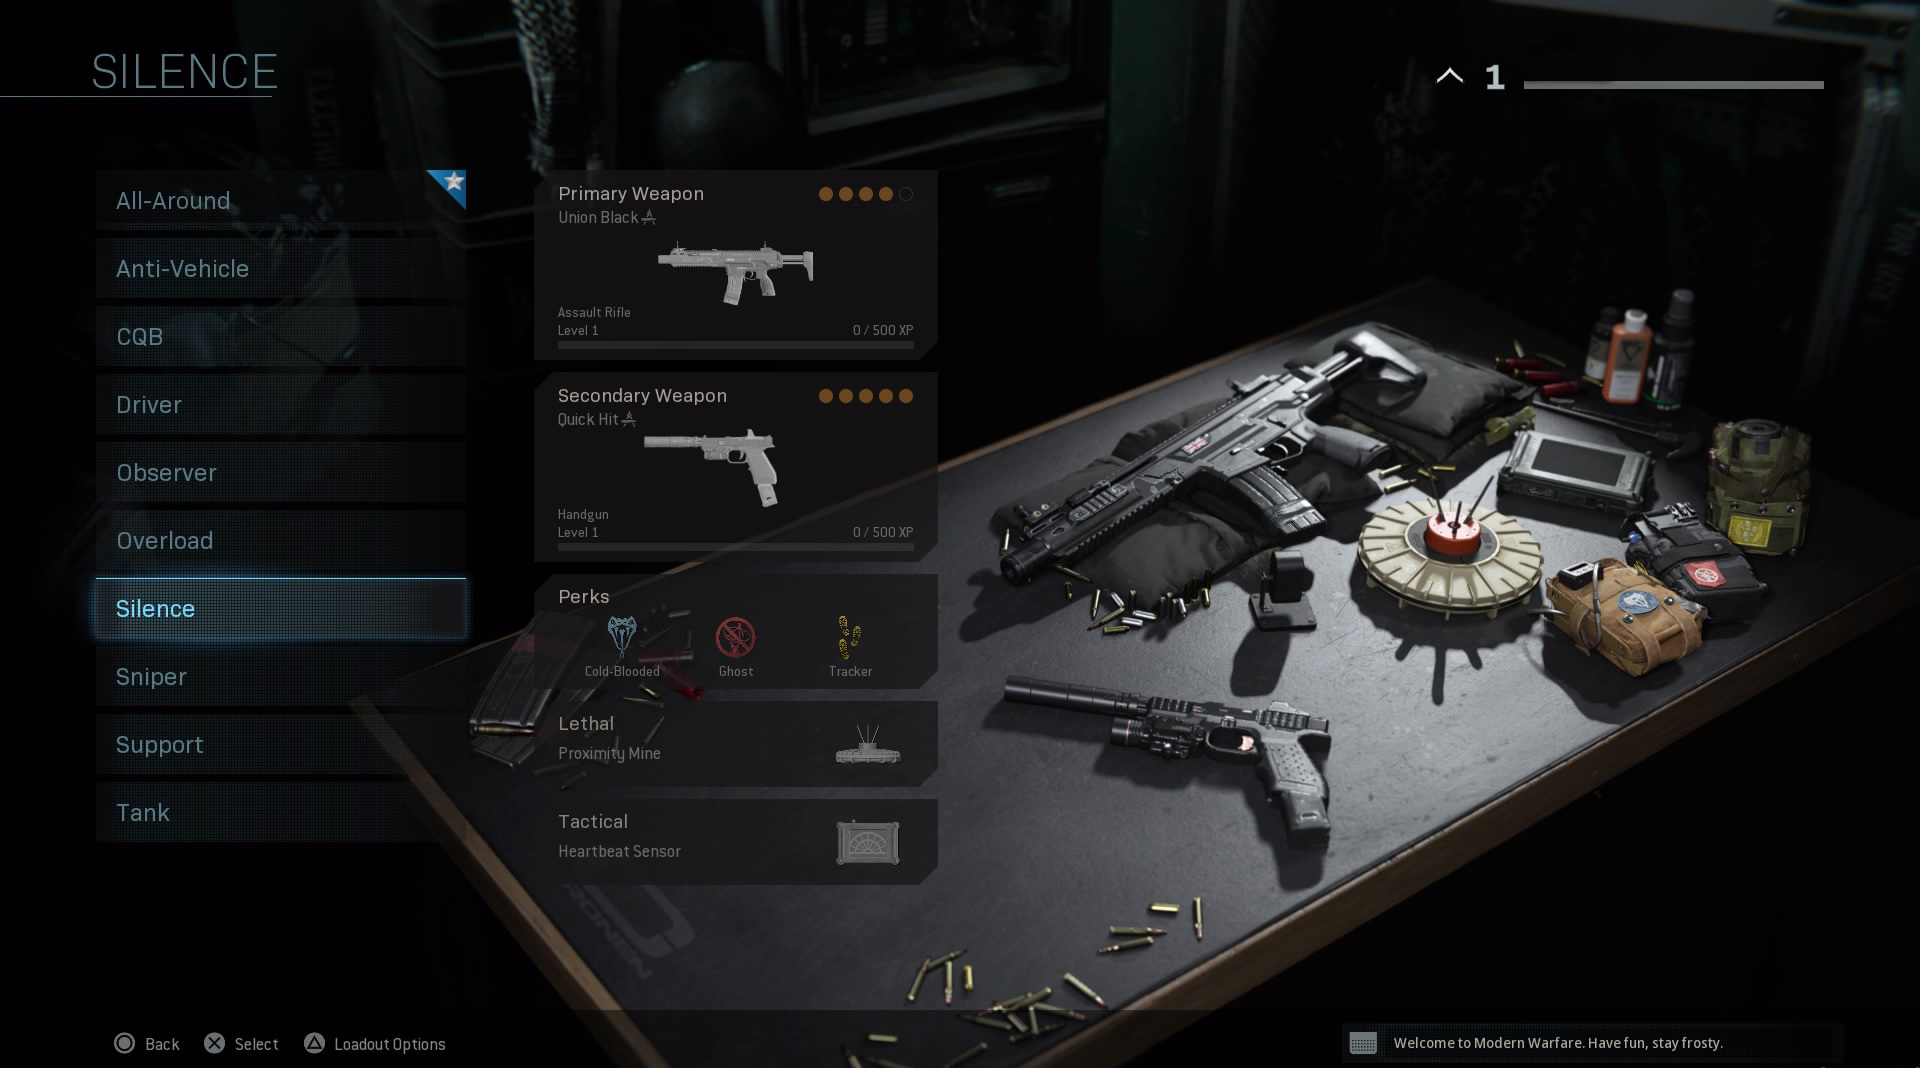 SILENCE
1
All-Around
Anti-Vehicle
CQB
Driver
Observer
Overload
Silence
Sniper
Support
Tank
Primary Weapon
Union Black
Assault Rifle
Level 1
0 / 500 XP
Secondary Weapon
Quick Hit
Handgun
Level 1
0 / 500 XP
Perks
Cold-Blooded
Ghost
Tracker
Lethal
Proximity Mine
Tactical
Heartbeat Sensor
Back
Select
Loadout Options
Welcome to Modern Warfare. Have fun, stay frosty.